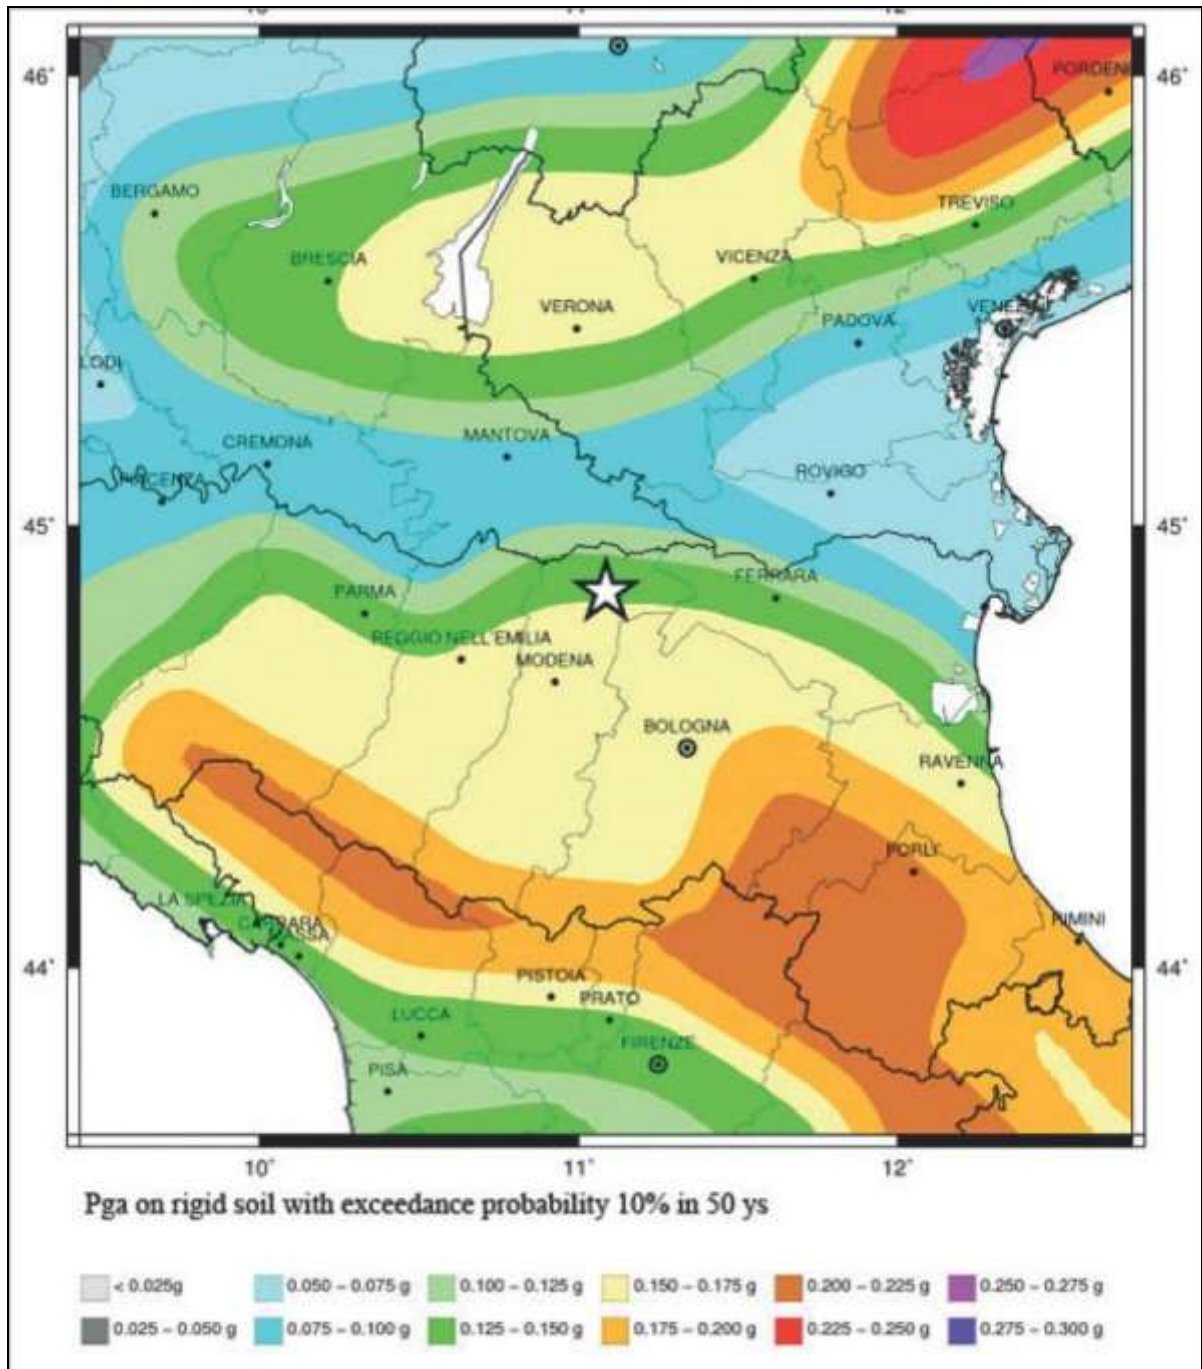 46° 46°
PORDENO
BERGAMO
TREVISO
BRESCIA
VICENZA
VERONA
PADOVA
LODI
CREMONA
MANTOVA
ROVIGO
45° 45°
PARMA
FERRARA
REGGIO NELL'EMILIA
MODENA
BOLOGNA
RAVENNA
FORLI'
LA SPEZIA
CARRARA
RIMINI
44° 44°
PISTOIA
PRATO
LUCCA
FIRENZE
PISA
10° 11° 12°
Pga on rigid soil with exceedance probability 10% in 50 ys
< 0.025g 0.050 – 0.075 g 0.100 – 0.125 g 0.150 – 0.175 g 0.200 – 0.225 g 0.250 – 0.275 g
0.025 – 0.050 g 0.075 – 0.100 g 0.125 – 0.150 g 0.175 – 0.200 g 0.225 – 0.250 g 0.275 – 0.300 g